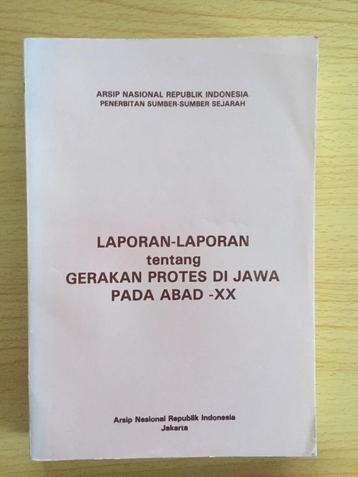 ARSIP NASIONAL REPUBLIK INDONESIA
PENERBITAN SUMBER-SUMBER SEJARAH
LAPORAN-LAPORAN
tentang
GERAKAN PROTES DI JAWA
PADA ABAD -XX
Arsip Nasional Republik Indonesia
Jakarta